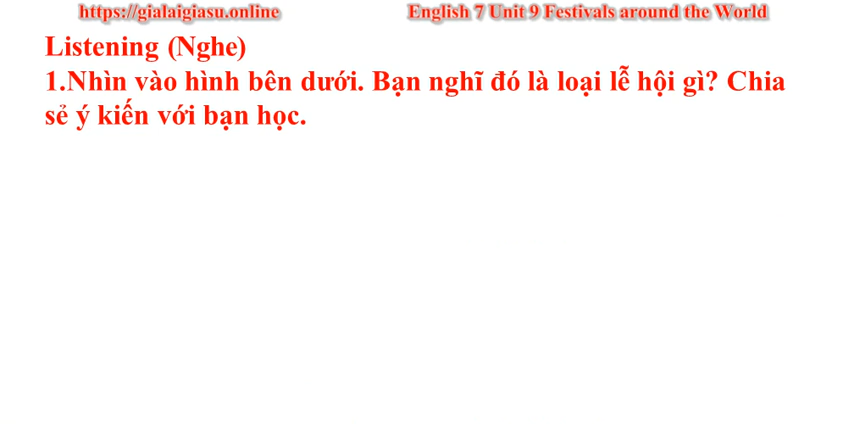 https://gialaigiasu.online English 7 Unit 9 Festivals around the World
Listening (Nghe)
1.Nhìn vào hình bên dưới. Bạn nghĩ đó là loại lễ hội gì? Chia
sẻ ý kiến với bạn học.